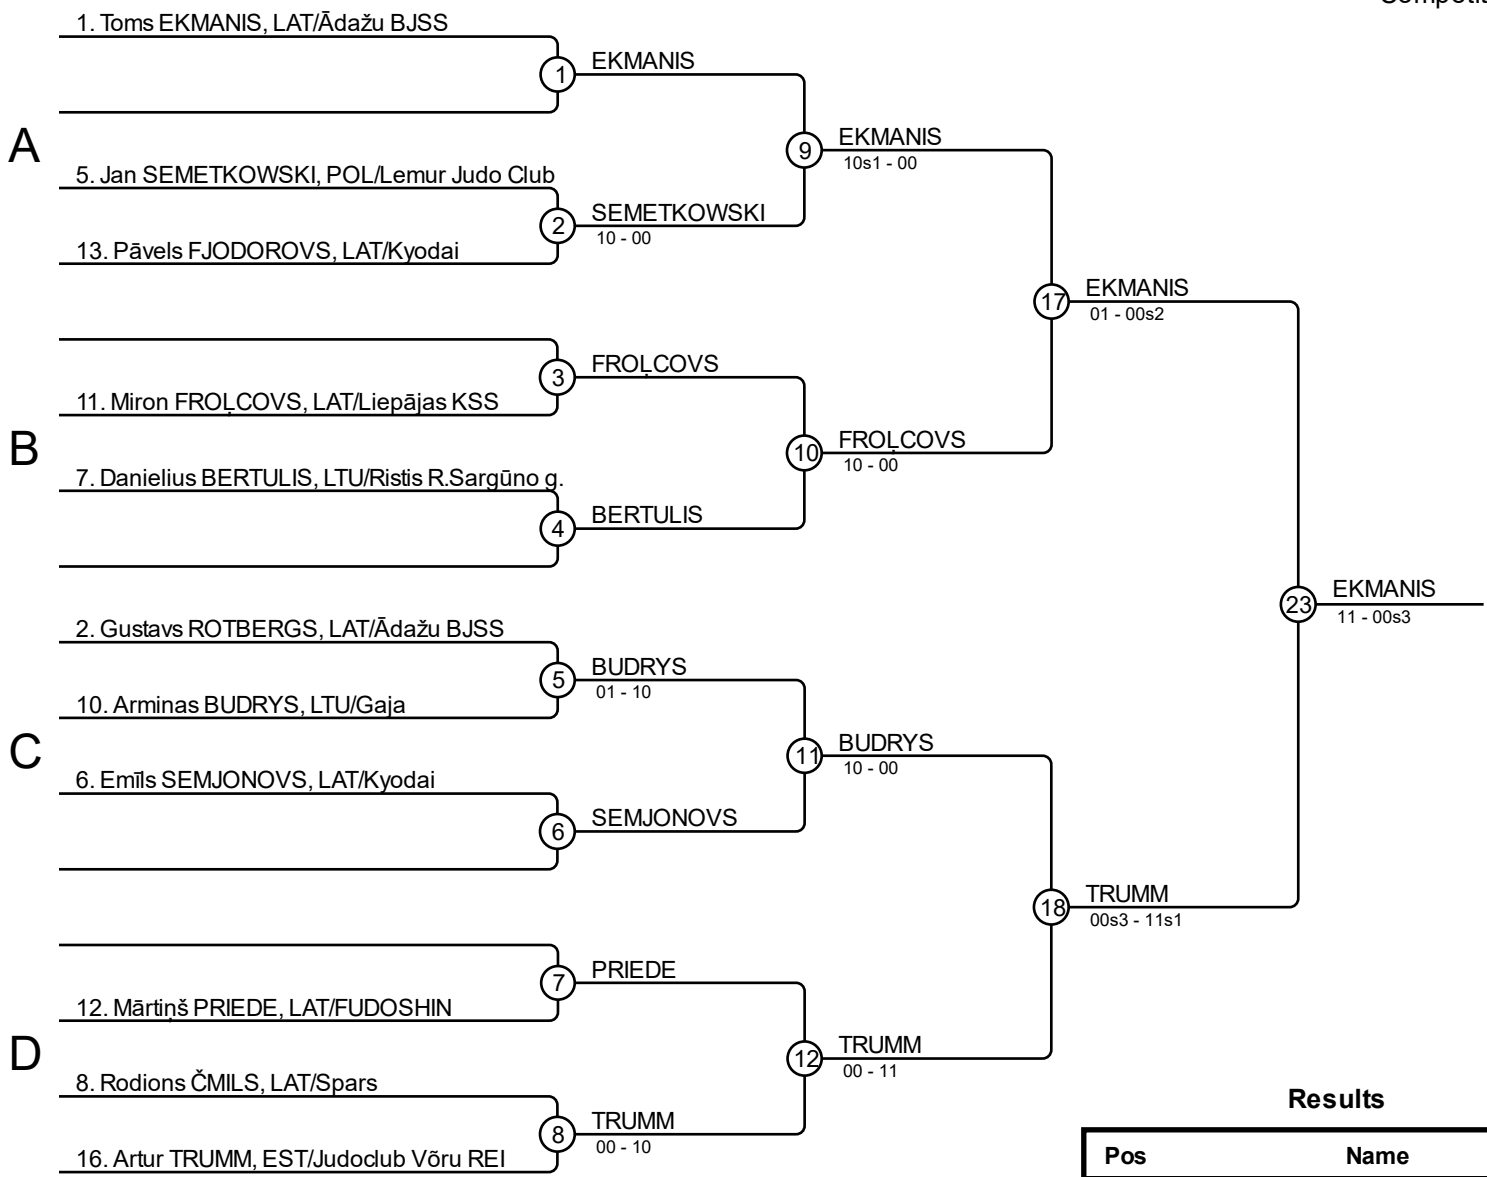 1. Toms EKMANIS, LAT/Ādažu BJSS
1
EKMANIS
A
9
EKMANIS
10s1 - 00
5. Jan SEMETKOWSKI, POL/Lemur Judo Club
2
SEMETKOWSKI
10 - 00
13. Pāvels FJODOROVS, LAT/Kyodai
17
EKMANIS
01 - 00s2
3
FROĻCOVS
11. Miron FROĻCOVS, LAT/Liepājas KSS
B
10
FROĻCOVS
10 - 00
7. Danielius BERTULIS, LTU/Ristis R.Sargūno g.
4
BERTULIS
23
EKMANIS
11 - 00s3
2. Gustavs ROTBERGS, LAT/Ādažu BJSS
5
BUDRYS
01 - 10
10. Arminas BUDRYS, LTU/Gaja
C
11
BUDRYS
10 - 00
6. Emīls SEMJONOVS, LAT/Kyodai
6
SEMJONOVS
18
TRUMM
00s3 - 11s1
7
PRIEDE
12. Mārtiņš PRIEDE, LAT/FUDOSHIN
D
12
TRUMM
00 - 11
8. Rodions ČMILS, LAT/Spars
8
TRUMM
00 - 10
16. Artur TRUMM, EST/Judoclub Võru REI
Results
Pos Name